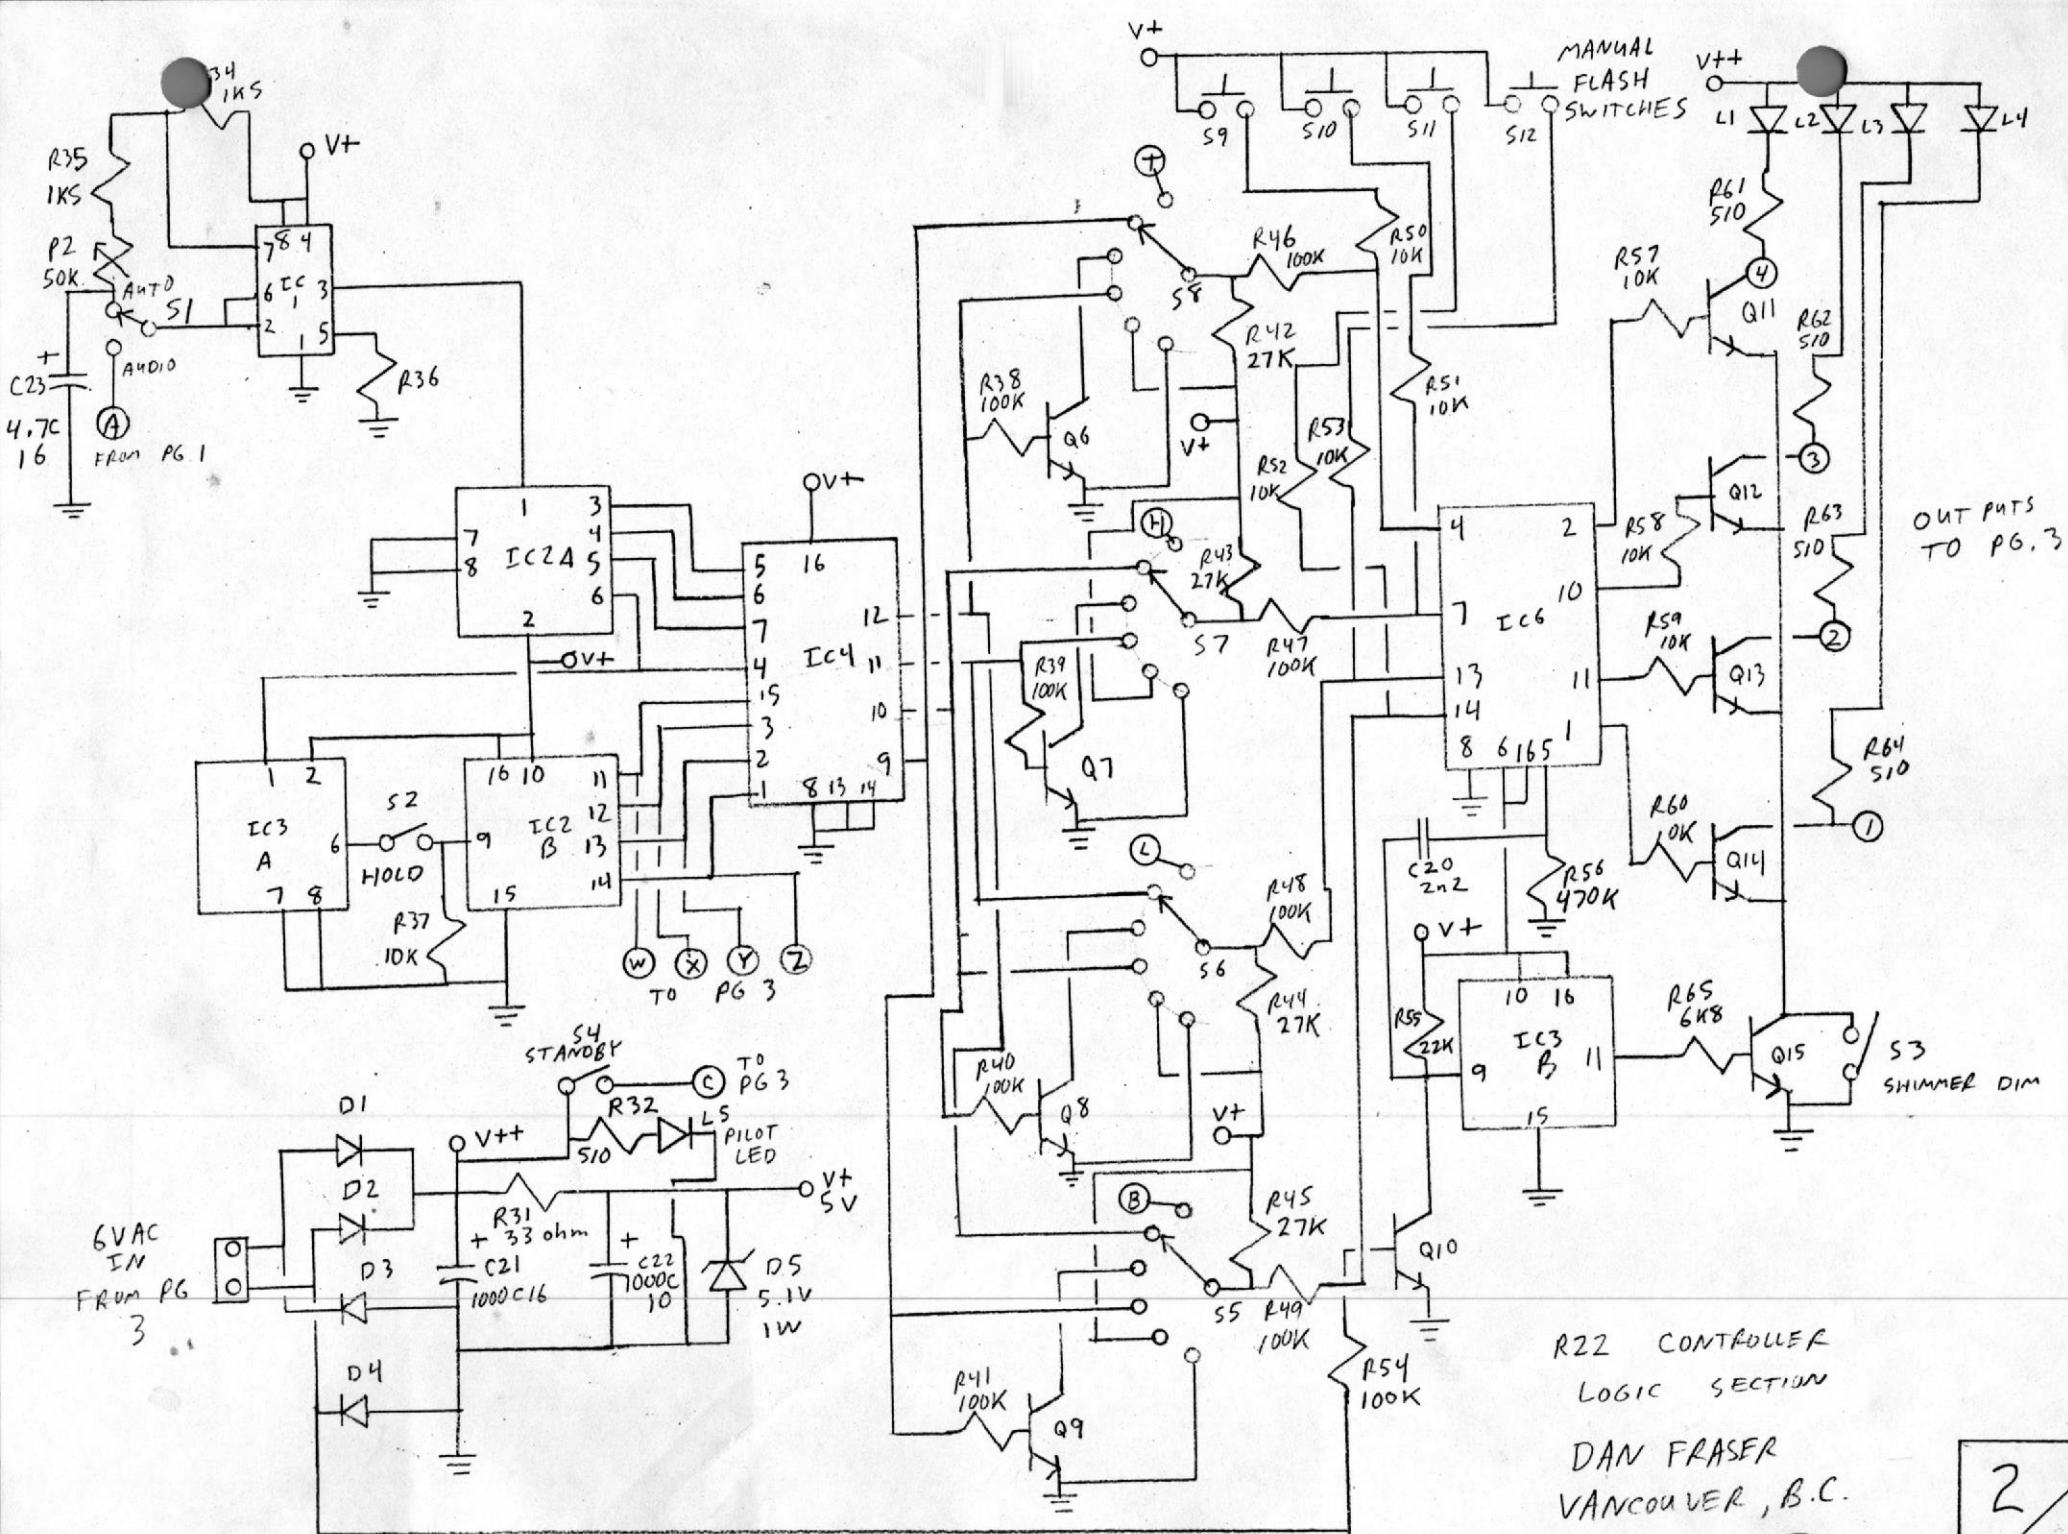 34
1K5
V+
R35
1K5
P2
50K
AUTO
S1
AUDIO
C23
+
4.7C
16
A
FROM PG.1
7 8 4
6 IC 3
1
2 5
1
R36
1
3
7
4
8
IC2A
5
6
2
V+
V+
5
16
6
7
12
4
IC4
11
15
10
3
2
9
1
8 13 14
1 2
IC3
A
6
7 8
S2
HOLD
R37
10K
16 10
11
12
9
IC2
B
13
14
15
W
X
Y
Z
TO PG 3
S4
STANDBY
C
TO
PG 3
R32
510
L5
PILOT
LED
D1
D2
D3
D4
V++
R31
33 ohm
V+
5V
6VAC
IN
FROM PG
3
+
C21
1000C16
+
C22
1000C
10
D5
5.1V
1W
V+
S9
S10
S11
S12
MANUAL
FLASH
SWITCHES
T
S8
R46
100K
R50
10K
R42
27K
R38
100K
Q6
V+
R51
10K
R53
10K
R52
10K
H
R43
27K
S7
R47
100K
R39
100K
Q7
L
S6
R48
100K
R44
27K
R40
100K
Q8
V+
B
S5
R45
27K
R49
100K
R41
100K
Q9
R54
100K
Q10
V++
L1
L2
L3
L4
R61
510
4
R57
10K
Q11
R62
510
3
Q12
R58
10K
R63
510
2
R59
10K
Q13
R64
510
1
R60
Q14
OUTPUTS
TO PG.3
4
2
10
7
IC6
13
11
14
1
8 6 16 5
C20
2n2
R56
470K
V+
R55
22K
10 16
IC3
B
9
11
15
R65
6K8
Q15
S3
SHIMMER DIM
R22 CONTROLLER
LOGIC SECTION
DAN FRASER
VANCOUVER, B.C.
2/